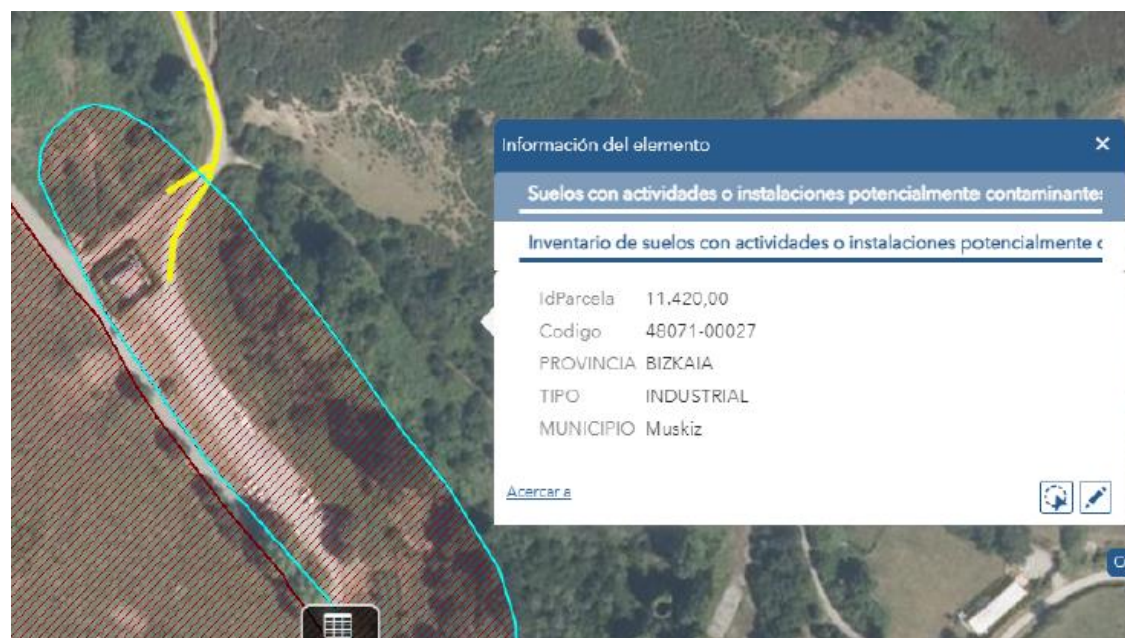 Información del elemento
Suelos con actividades o instalaciones potencialmente contaminantes
Inventario de suelos con actividades o instalaciones potencialmente c
IdParcela 11.420,00
Codigo 48071-00027
PROVINCIA BIZKAIA
TIPO INDUSTRIAL
MUNICIPIO Muskiz
Acercar a